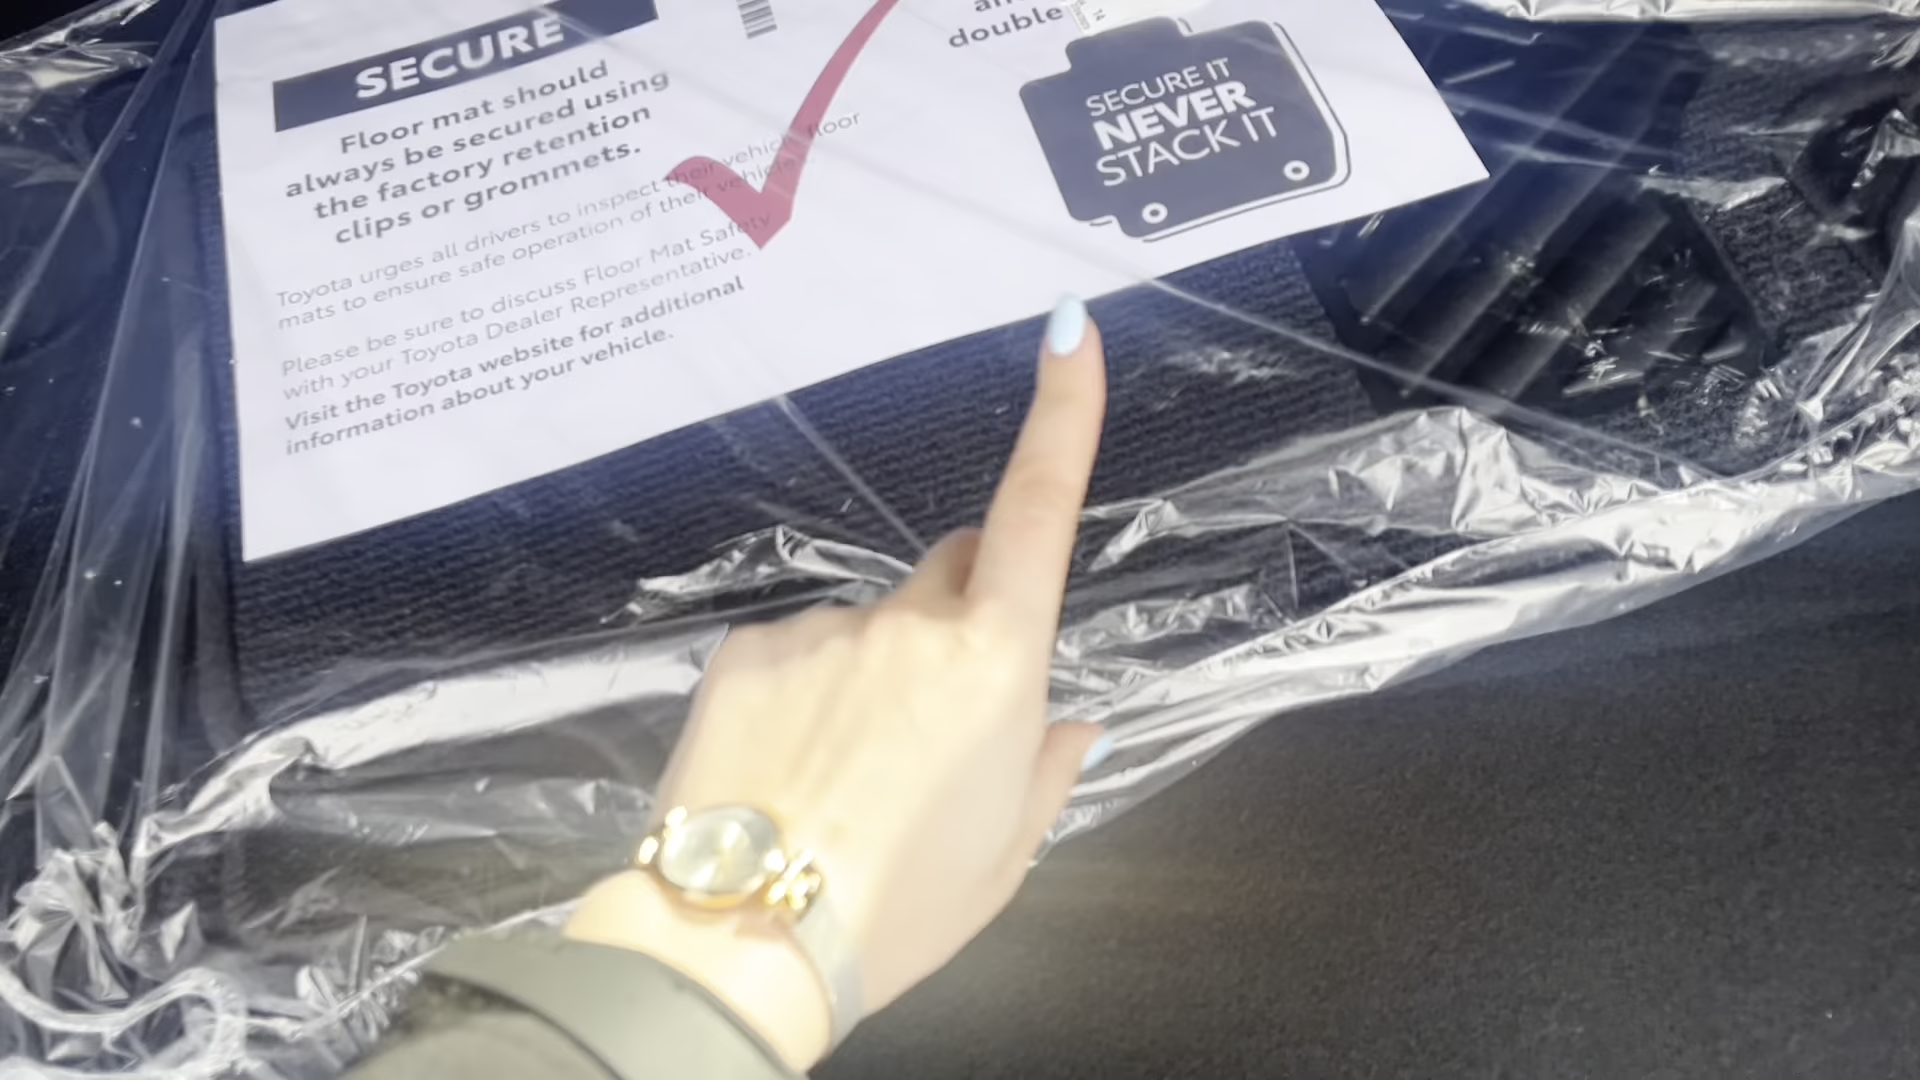 SECURE
Floor mat should
always be secured using
the factory retention
clips or grommets.
Toyota urges all drivers to inspect their vehicle floor
mats to ensure safe operation of their vehicle.
Please be sure to discuss Floor Mat Safety
with your Toyota Dealer Representative.
Visit the Toyota website for additional
information about your vehicle.
double
14
SECURE IT
NEVER
STACK IT